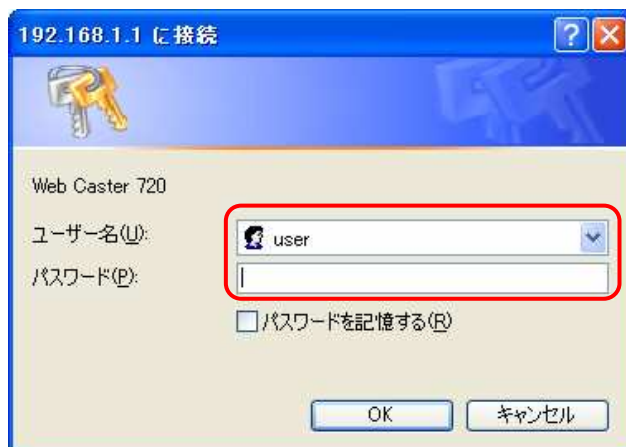 192.168.1.1 に接続
Web Caster 720
ユーザー名(U):
user
パスワード(P):
パスワードを記憶する(R)
OK
キャンセル